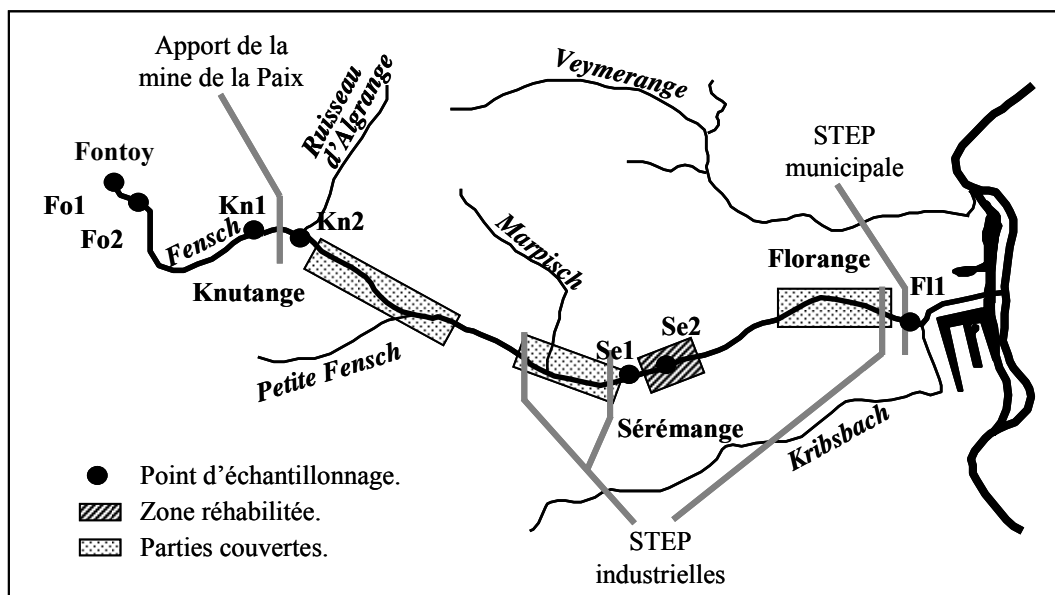 Apport de la
mine de la Paix
Ruisseau
d'Algrange
Veymerange
STEP
municipale
Fontoy
Fo1
Fo2
Fensch
Kn1
Kn2
Knutange
Marpisch
Petite Fensch
Florange
Fl1
Se1
Se2
Sérémange
Kribsbach
Point d'échantillonnage.
Zone réhabilitée.
Parties couvertes.
STEP
industrielles